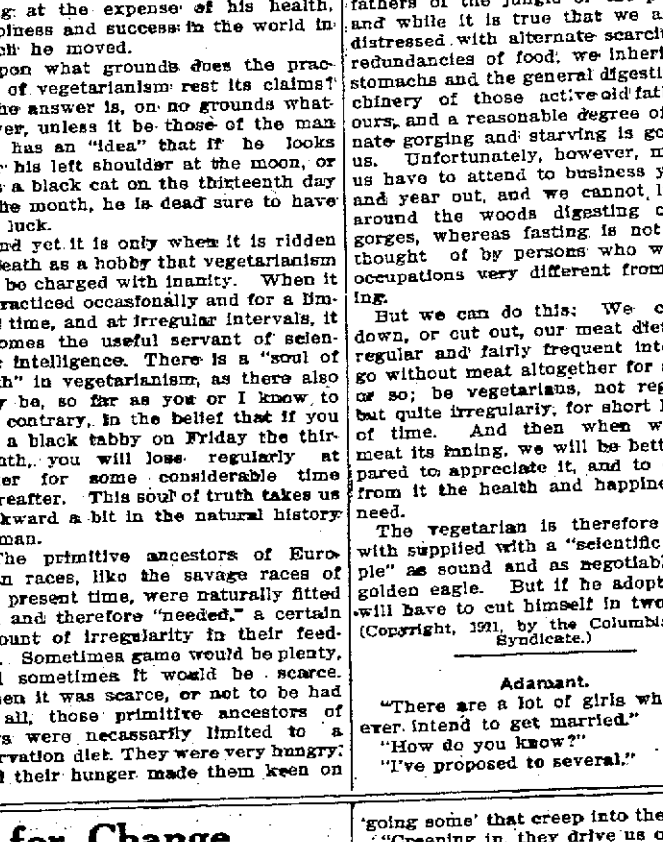 g: at the expense of his health,
piness and success in the world in
ch he moved.
pon what grounds does the prac-
of vegetarianism rest its claims?
he answer is, on no grounds what-
er, unless it be those of the man
has an "idea" that if he looks
his left shoulder at the moon, or
a black cat on the thirteenth day
he month, he is dead sure to have
luck.
nd yet it is only when it is ridden
eath as a hobby that vegetarianism
be charged with inanity. When it
racticed occasionally and for a lim-
time, and at irregular intervals, it
omes the useful servant of scien-
intelligence. There is a "soul of
h" in vegetarianism, as there also
y be, so far as you or I know, to
contrary, in the belief that if you
a black tabby on Friday the thir-
nth, you will lose regularly at
er for some considerable time
reafter. This soul of truth takes us
kward a bit in the natural history
man.
he primitive ancestors of Euro-
n races, like the savage races of
present time, were naturally fitted
and therefore "needed," a certain
ount of irregularity in their feed-
Sometimes game would be plenty,
sometimes it would be scarce.
en it was scarce, or not to be had
all, those primitive ancestors of
s were necessarily limited to a
rvation diet. They were very hungry;
their hunger made them keen on
fathers of the jungle
and while it is true that we a
distressed with alternate scarcit
redundancies of food, we inheri
stomachs and the general digesti
chinery of those active old fat
ours, and a reasonable degree of
nate gorging and starving is go
us. Unfortunately, however, m
us have to attend to business y
and year out, and we cannot l
around the woods digesting o
gorges, whereas fasting is not
thought of by persons who w
occupations very different from
ing.
But we can do this: We c
down, or cut out, our meat diet
regular and fairly frequent inte
go without meat altogether for
or so; be vegetarians, not reg
but quite irregularly, for short
of time. And then when w
meat its inning, we will be bett
pared to appreciate it, and to
from it the health and happine
need.
The vegetarian is therefore
with supplied with a "scientific
ple" as sound and as negotiab
golden eagle. But if he adopt
will have to cut himself in two
(Copyright, 1921, by the Columbi
Syndicate.)
Adamant.
"There are a lot of girls wh
ever intend to get married."
"How do you know?"
"I've proposed to several."
for Change
'going some' that creep into the
"Creeping in, they drive us o